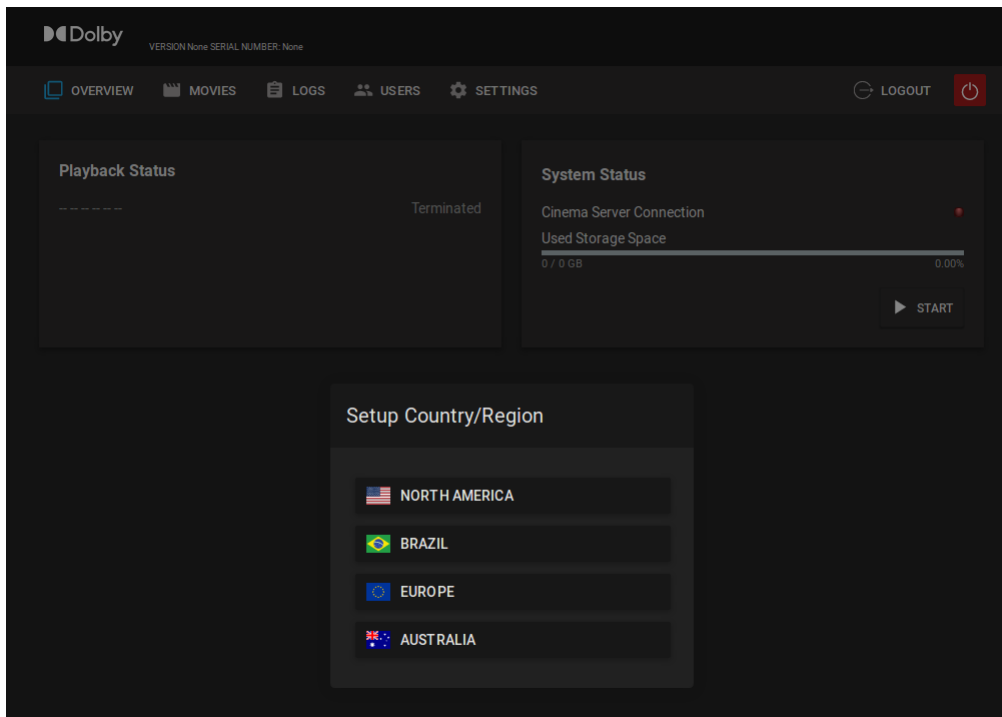 Dolby
VERSION None SERIAL NUMBER: None
OVERVIEW MOVIES LOGS USERS SETTINGS LOGOUT
Playback Status
-- -- -- -- -- -- Terminated
System Status
Cinema Server Connection
Used Storage Space
0 / 0 GB 0.00%
START
Setup Country/Region
NORTH AMERICA
BRAZIL
EUROPE
AUSTRALIA